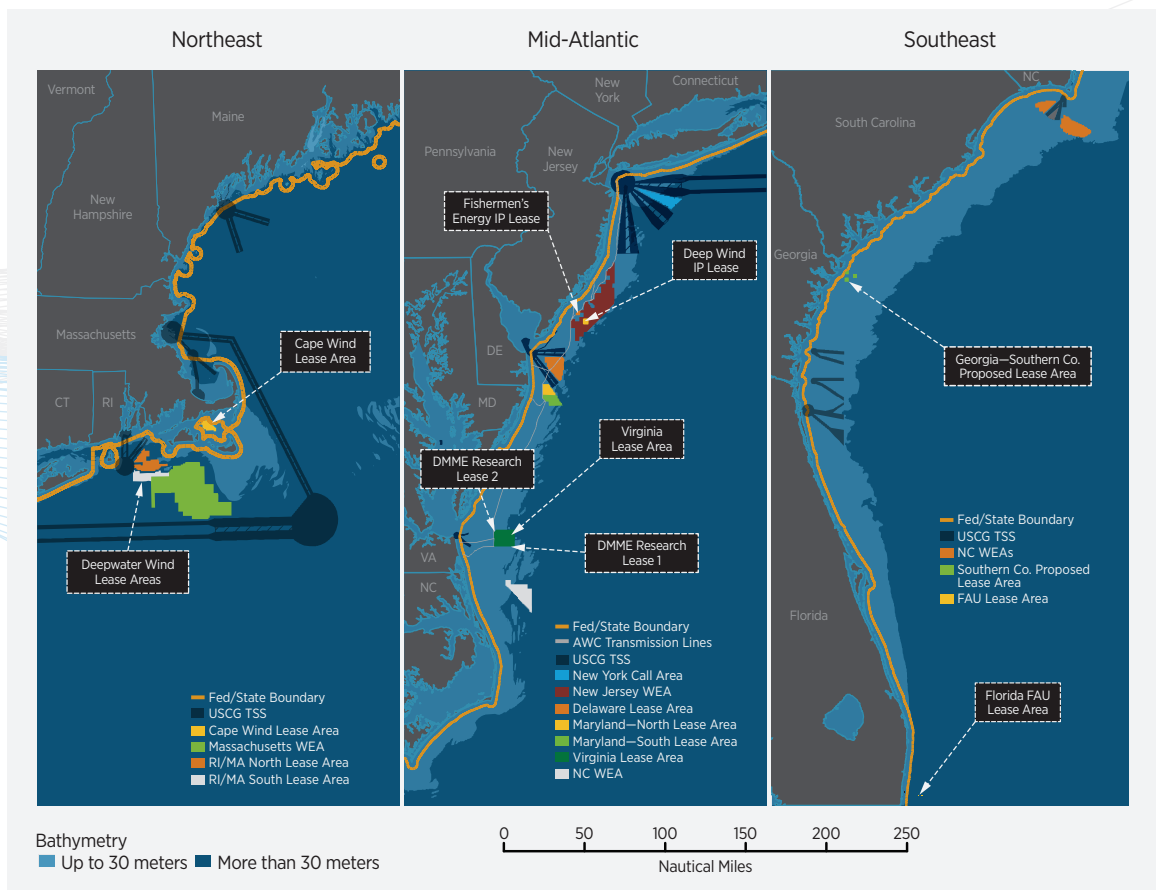 Northeast
Mid-Atlantic
Southeast
Vermont
Maine
New
Hampshire
Massachusetts
CT
RI
Cape Wind
Lease Area
Deepwater Wind
Lease Areas
Fed/State Boundary
USCG TSS
Cape Wind Lease Area
Massachusetts WEA
RI/MA North Lease Area
RI/MA South Lease Area
New
York
Connecticut
Pennsylvania
New
Jersey
Fishermen's
Energy IP Lease
Deep Wind
IP Lease
DE
MD
Virginia
Lease Area
DMME Research
Lease 2
DMME Research
Lease 1
VA
NC
Fed/State Boundary
AWC Transmission Lines
USCG TSS
New York Call Area
New Jersey WEA
Delaware Lease Area
Maryland—North Lease Area
Maryland—South Lease Area
Virginia Lease Area
NC WEA
NC
South Carolina
Georgia
Georgia—Southern Co.
Proposed Lease Area
Fed/State Boundary
USCG TSS
NC WEAs
Southern Co. Proposed
Lease Area
FAU Lease Area
Florida
Florida FAU
Lease Area
Bathymetry
Up to 30 meters
More than 30 meters
0 50 100 150 200 250
Nautical Miles